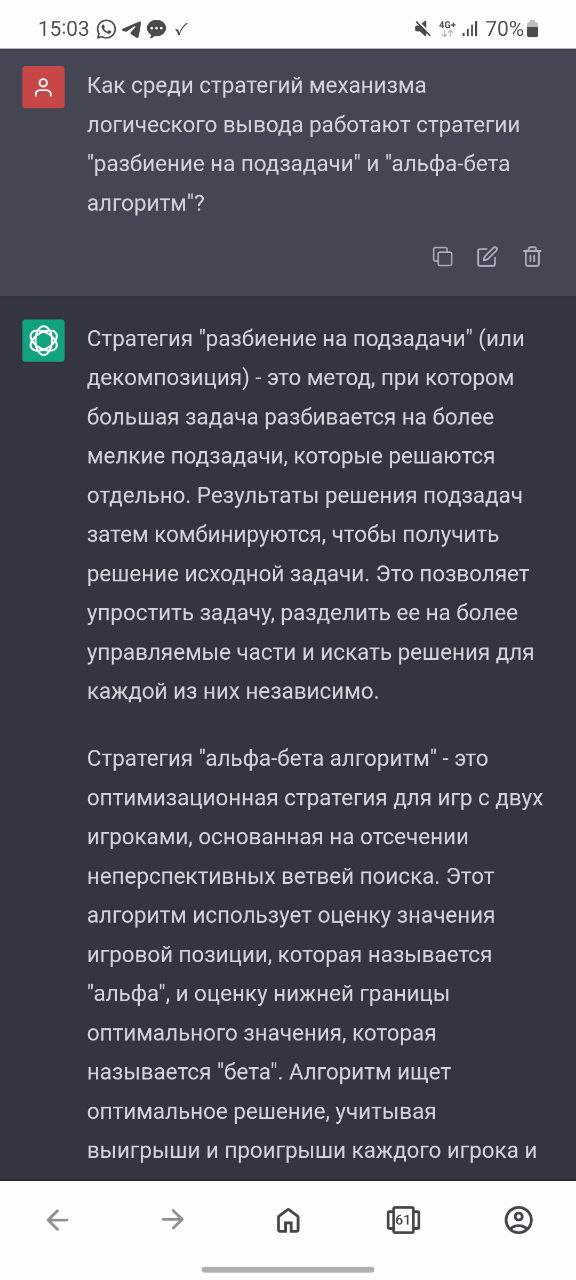 15:03
4G+
70%
Как среди стратегий механизма
логического вывода работают стратегии
"разбиение на подзадачи" и "альфа-бета
алгоритм"?
Стратегия "разбиение на подзадачи" (или
декомпозиция) - это метод, при котором
большая задача разбивается на более
мелкие подзадачи, которые решаются
отдельно. Результаты решения подзадач
затем комбинируются, чтобы получить
решение исходной задачи. Это позволяет
упростить задачу, разделить ее на более
управляемые части и искать решения для
каждой из них независимо.
Стратегия "альфа-бета алгоритм" - это
оптимизационная стратегия для игр с двух
игроками, основанная на отсечении
неперспективных ветвей поиска. Этот
алгоритм использует оценку значения
игровой позиции, которая называется
"альфа", и оценку нижней границы
оптимального значения, которая
называется "бета". Алгоритм ищет
оптимальное решение, учитывая
выигрыши и проигрыши каждого игрока и
61